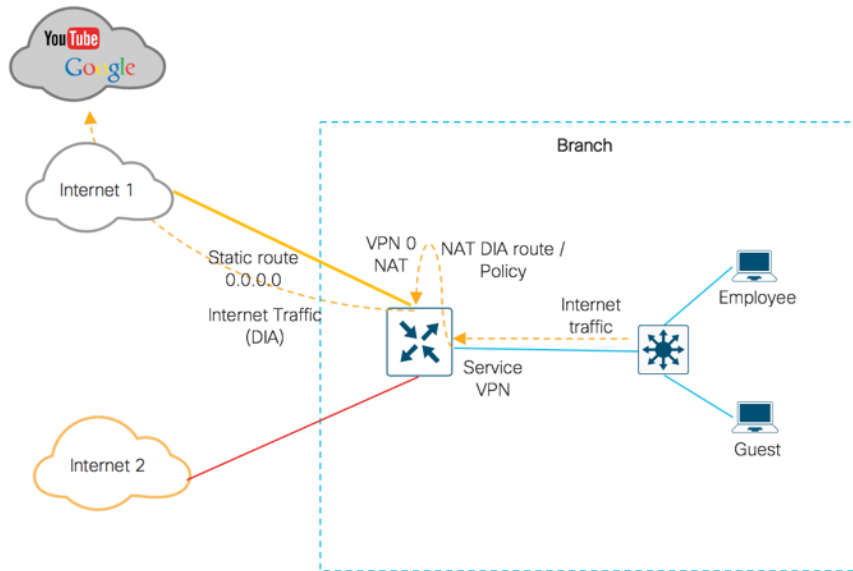 YouTube
Google
Internet 1
Branch
VPN 0
NAT
NAT DIA route /
Policy
Static route
0.0.0.0
Internet Traffic
(DIA)
Internet
traffic
Employee
Service
VPN
Guest
Internet 2